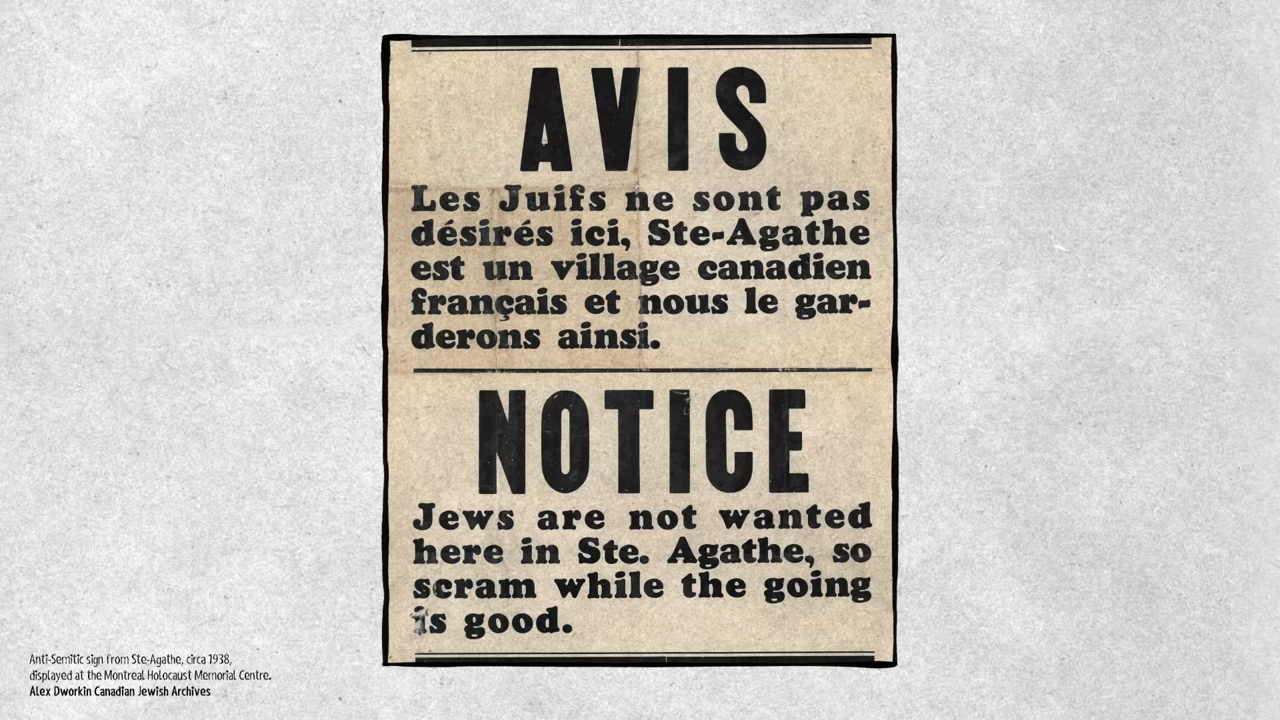 AVIS
Les Juifs ne sont pas
désirés ici, Ste-Agathe
est un village canadien
français et nous le gar-
derons ainsi.
NOTICE
Jews are not wanted
here in Ste. Agathe, so
scram while the going
is good.
Anti-Semitic sign from Ste-Agathe, circa 1938,
displayed at the Montreal Holocaust Memorial Centre.
Alex Dworkin Canadian Jewish Archives